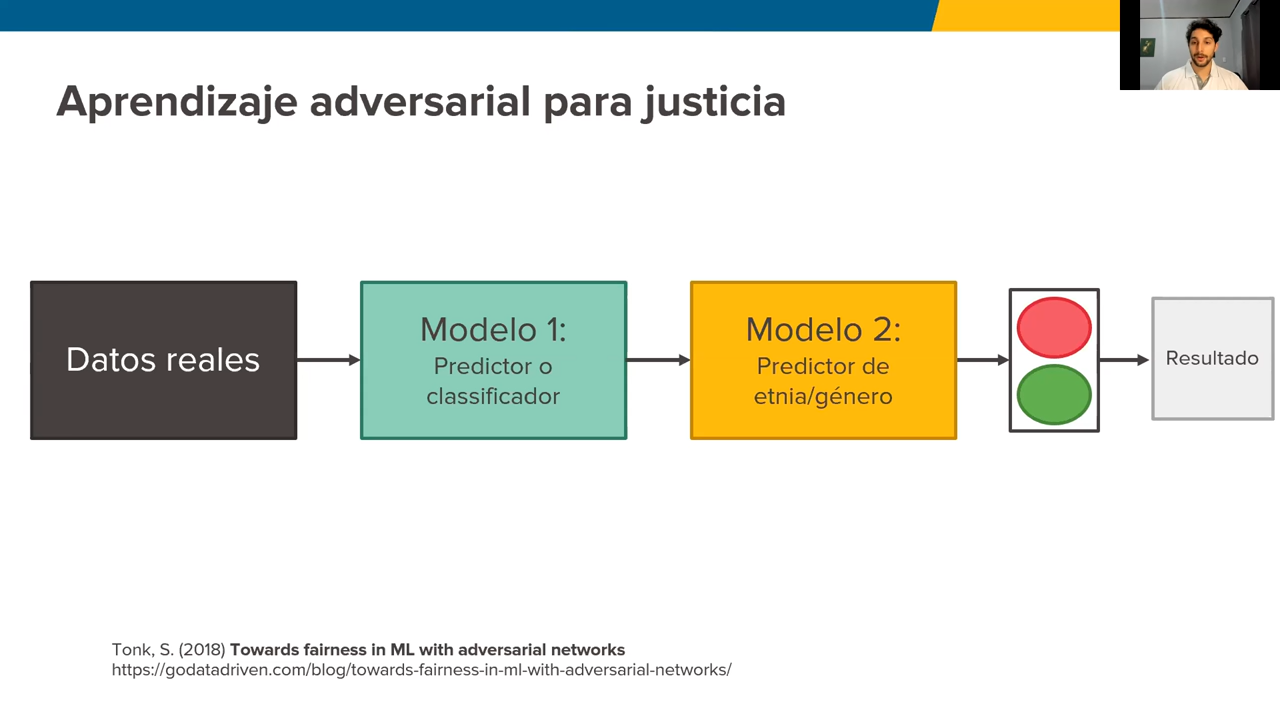 Aprendizaje adversarial para justicia
Datos reales
Modelo 1:
Predictor o
classificador
Modelo 2:
Predictor de
etnia/género
Resultado
Tonk, S. (2018) Towards fairness in ML with adversarial networks
https://godatadriven.com/blog/towards-fairness-in-ml-with-adversarial-networks/